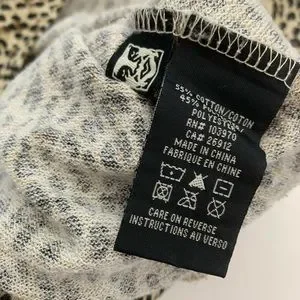 55% COTTON/COTON
45% POLYESTER/
POLYESTER
RN# 103970
CA# 26912
MADE IN CHINA
FABRIQUE EN CHINE
CARE ON REVERSE
INSTRUCTIONS AU VERSO